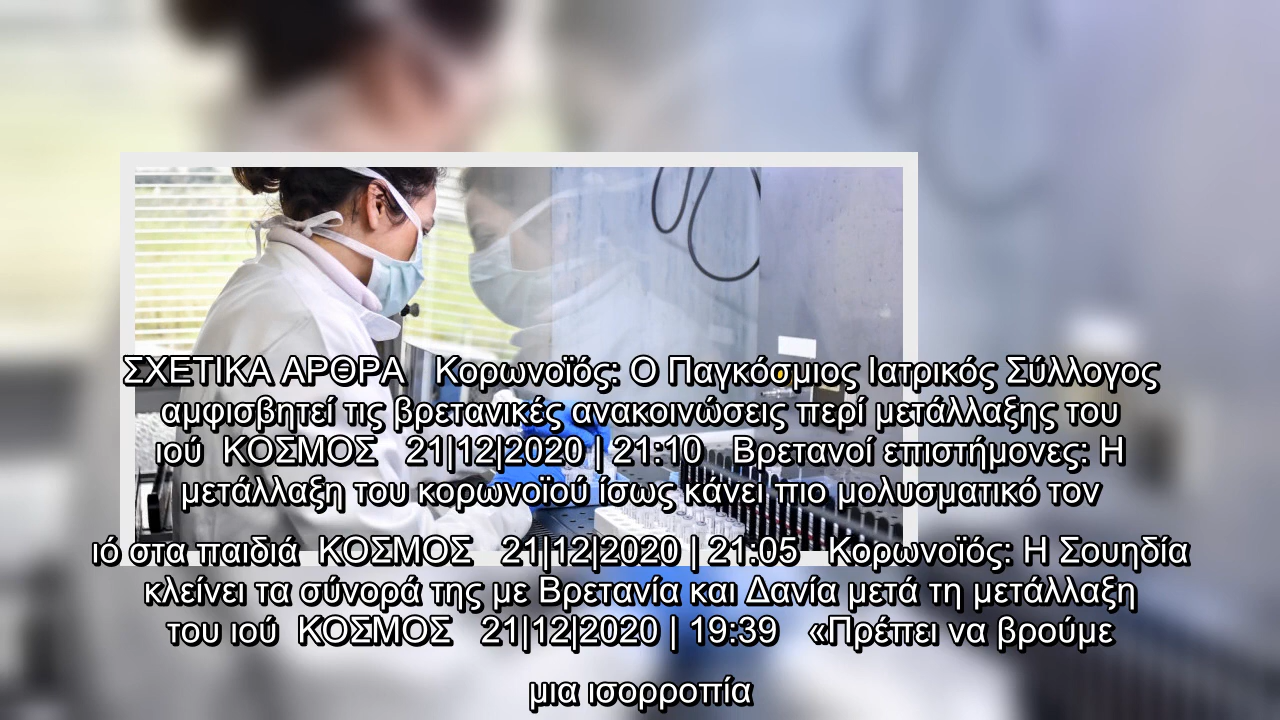 ΣΧΕΤΙΚΑ ΑΡΘΡΑ   Κορωνοϊός: Ο Παγκόσμιος Ιατρικός Σύλλογος
αμφισβητεί τις βρετανικές ανακοινώσεις περί μετάλλαξης του
ιού  ΚΟΣΜΟΣ   21|12|2020 | 21:10   Βρετανοί επιστήμονες: Η
μετάλλαξη του κορωνοϊού ίσως κάνει πιο μολυσματικό τον
ιό στα παιδιά  ΚΟΣΜΟΣ   21|12|2020 | 21:05   Κορωνοϊός: Η Σουηδία
κλείνει τα σύνορά της με Βρετανία και Δανία μετά τη μετάλλαξη
του ιού  ΚΟΣΜΟΣ   21|12|2020 | 19:39   «Πρέπει να βρούμε
μια ισορροπία